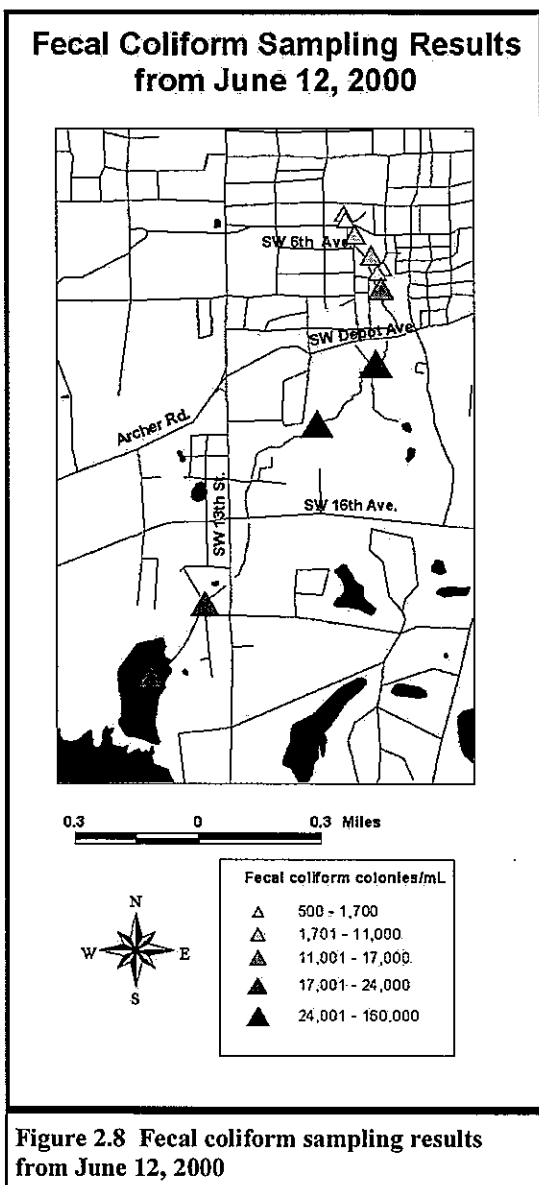 Fecal Coliform Sampling Results
from June 12, 2000
SW 6th Ave.
SW Depot Ave.
Archer Rd.
SW 13th St.
SW 16th Ave.
0.3 0 0.3 Miles
Fecal coliform colonies/mL
500 - 1,700
1,701 - 11,000
11,001 - 17,000
17,001 - 24,000
24,001 - 160,000
N
W E
S
Figure 2.8 Fecal coliform sampling results
from June 12, 2000